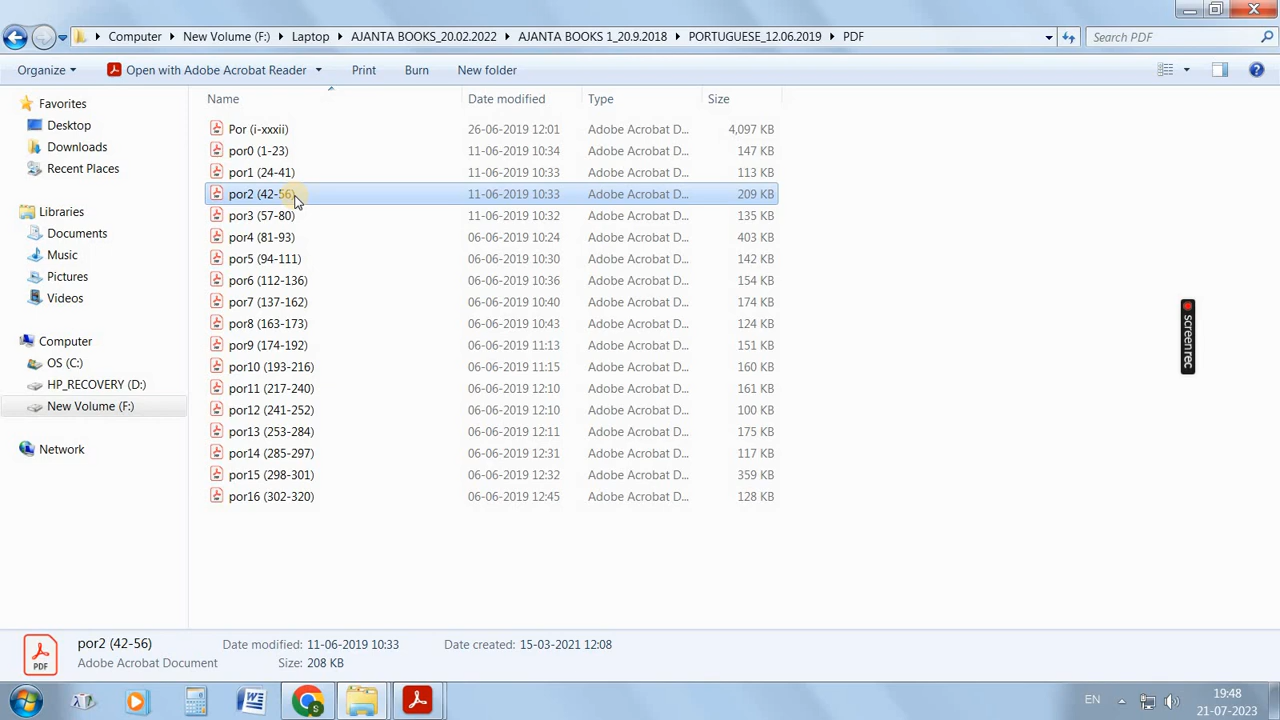 Computer New Volume (F:) Laptop AJANTA BOOKS_20.02.2022 AJANTA BOOKS 1_20.9.2018 PORTUGUESE_12.06.2019 PDF Search PDF
Organize Open with Adobe Acrobat Reader Print Burn New folder
Name Date modified Type Size
Favorites
Desktop
Downloads
Recent Places
Libraries
Documents
Music
Pictures
Videos
Computer
OS (C:)
HP_RECOVERY (D:)
New Volume (F:)
Network
Por (i-xxxii) 26-06-2019 12:01 Adobe Acrobat D... 4,097 KB
por0 (1-23) 11-06-2019 10:34 Adobe Acrobat D... 147 KB
por1 (24-41) 11-06-2019 10:33 Adobe Acrobat D... 113 KB
por2 (42-56) 11-06-2019 10:33 Adobe Acrobat D... 209 KB
por3 (57-80) 11-06-2019 10:32 Adobe Acrobat D... 135 KB
por4 (81-93) 06-06-2019 10:24 Adobe Acrobat D... 403 KB
por5 (94-111) 06-06-2019 10:30 Adobe Acrobat D... 142 KB
por6 (112-136) 06-06-2019 10:36 Adobe Acrobat D... 154 KB
por7 (137-162) 06-06-2019 10:40 Adobe Acrobat D... 174 KB
por8 (163-173) 06-06-2019 10:43 Adobe Acrobat D... 124 KB
por9 (174-192) 06-06-2019 11:13 Adobe Acrobat D... 151 KB
por10 (193-216) 06-06-2019 11:15 Adobe Acrobat D... 160 KB
por11 (217-240) 06-06-2019 12:10 Adobe Acrobat D... 161 KB
por12 (241-252) 06-06-2019 12:10 Adobe Acrobat D... 100 KB
por13 (253-284) 06-06-2019 12:11 Adobe Acrobat D... 175 KB
por14 (285-297) 06-06-2019 12:31 Adobe Acrobat D... 117 KB
por15 (298-301) 06-06-2019 12:32 Adobe Acrobat D... 359 KB
por16 (302-320) 06-06-2019 12:45 Adobe Acrobat D... 128 KB
screenrec
PDF
por2 (42-56) Date modified: 11-06-2019 10:33 Date created: 15-03-2021 12:08
Adobe Acrobat Document Size: 208 KB
S
EN
19:48
21-07-2023